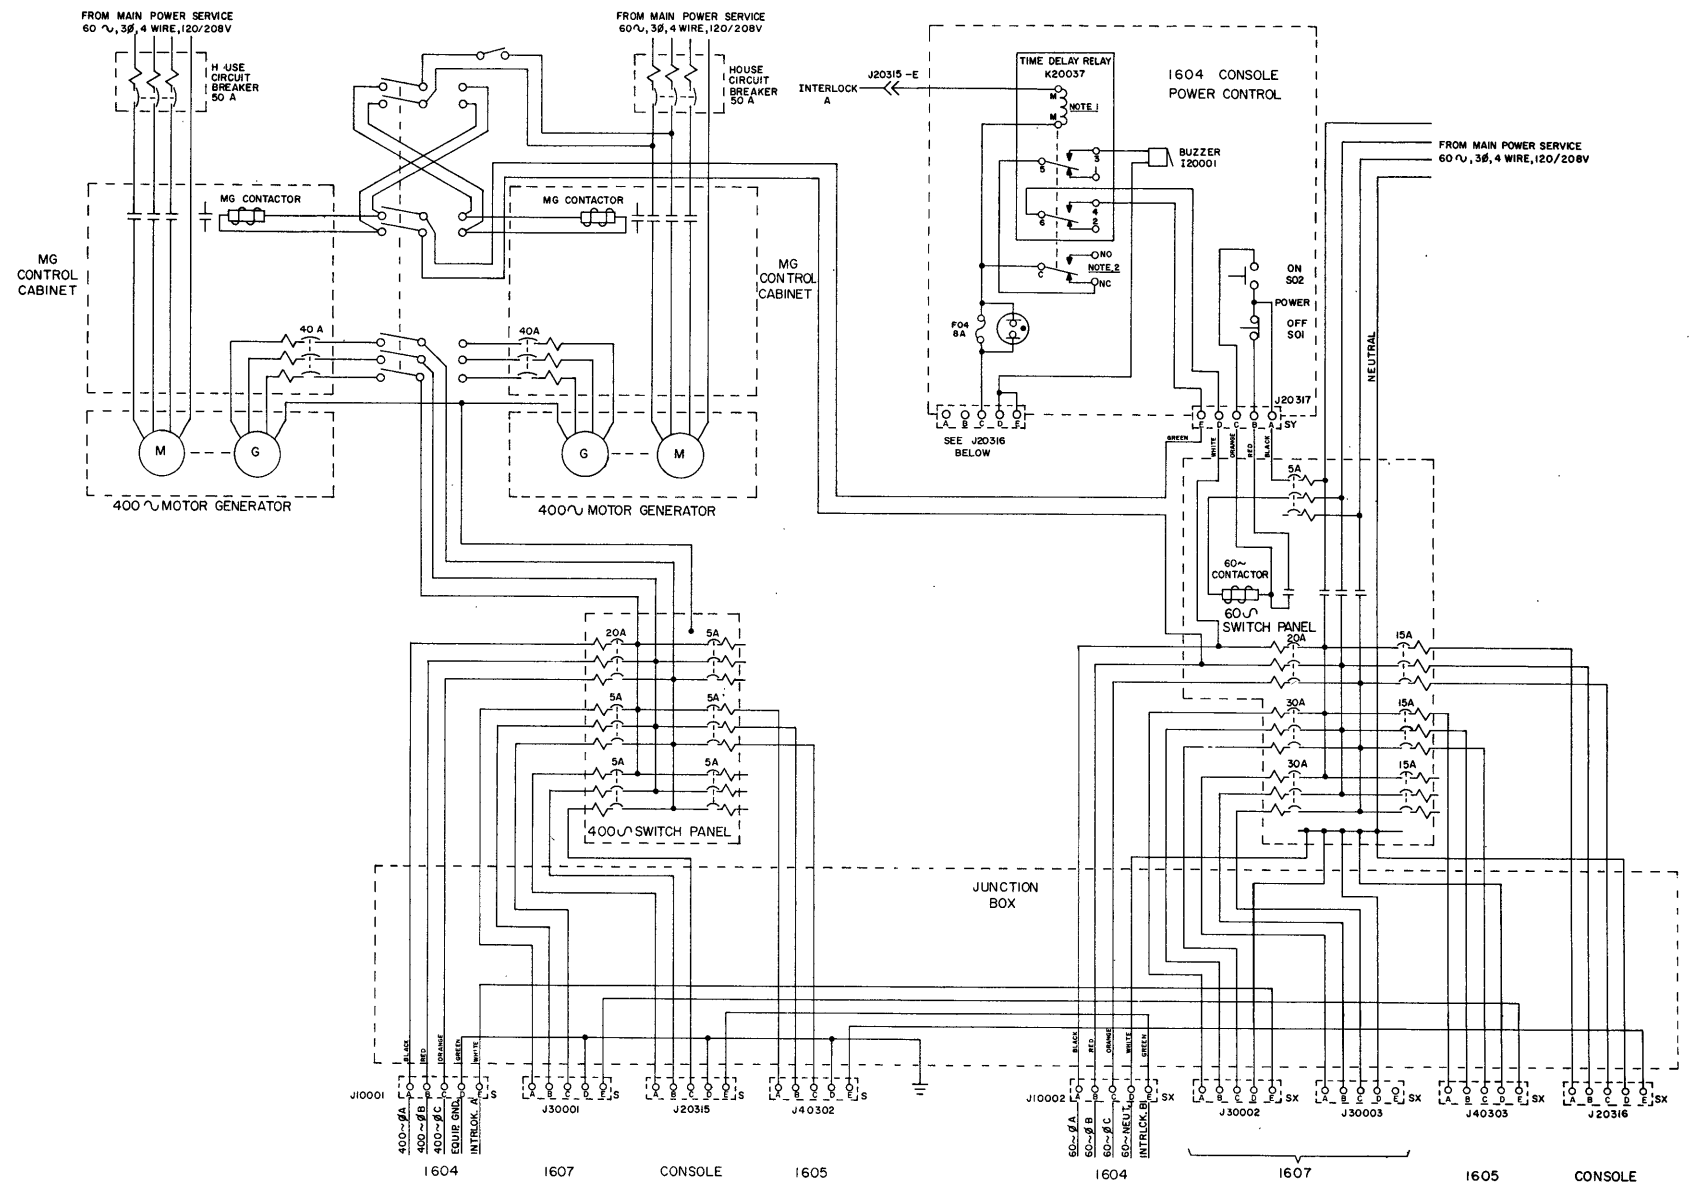 FROM MAIN POWER SERVICE
60 ∿, 3Ø, 4 WIRE, 120/208V
H USE
CIRCUIT
BREAKER
50 A
FROM MAIN POWER SERVICE
60∿, 3Ø, 4 WIRE, 120/208V
HOUSE
CIRCUIT
BREAKER
50 A
MG CONTACTOR
MG CONTACTOR
MG
CONTROL
CABINET
MG
CONTROL
CABINET
40 A
40A
M
G
G
M
400 ∿ MOTOR GENERATOR
400∿ MOTOR GENERATOR
INTERLOCK
A
J20315 -E
TIME DELAY RELAY
K20037
M
M
NOTE 1
1604 CONSOLE
POWER CONTROL
3
5
1
BUZZER
I20001
4
6
2
NO
C
NOTE 2
NC
F04
8A
ON
S02
POWER
OFF
S01
FROM MAIN POWER SERVICE
60∿, 3Ø, 4 WIRE, 120/208V
NEUTRAL
A B C D E
SEE J20316
BELOW
J20317
E D C B A SY
GREEN
WHITE
ORANGE
RED
BLACK
5A
60~
CONTACTOR
60∿
SWITCH PANEL
20A
15A
30A
15A
30A
15A
20A
5A
5A
5A
5A
5A
400∿ SWITCH PANEL
JUNCTION
BOX
BLACK
RED
ORANGE
GREEN
WHITE
BLACK
RED
ORANGE
WHITE
GREEN
J10001
A B C D E S
A B C D E S
J30001
A B C D E S
J20315
A B C D E S
J40302
400~ØA
400~ØB
400~ØC
EQUIP. GND.
INTRLOK. A
1604
1607
CONSOLE
1605
J10002
A B C D E SX
A B C D E SX
J30002
A B C D E SX
J30003
A B C D E SX
J40303
A B C D E SX
J20316
60~ØA
60~ØB
60~ØC
60~NEUT.
INTRLCK. B
1604
1607
1605
CONSOLE